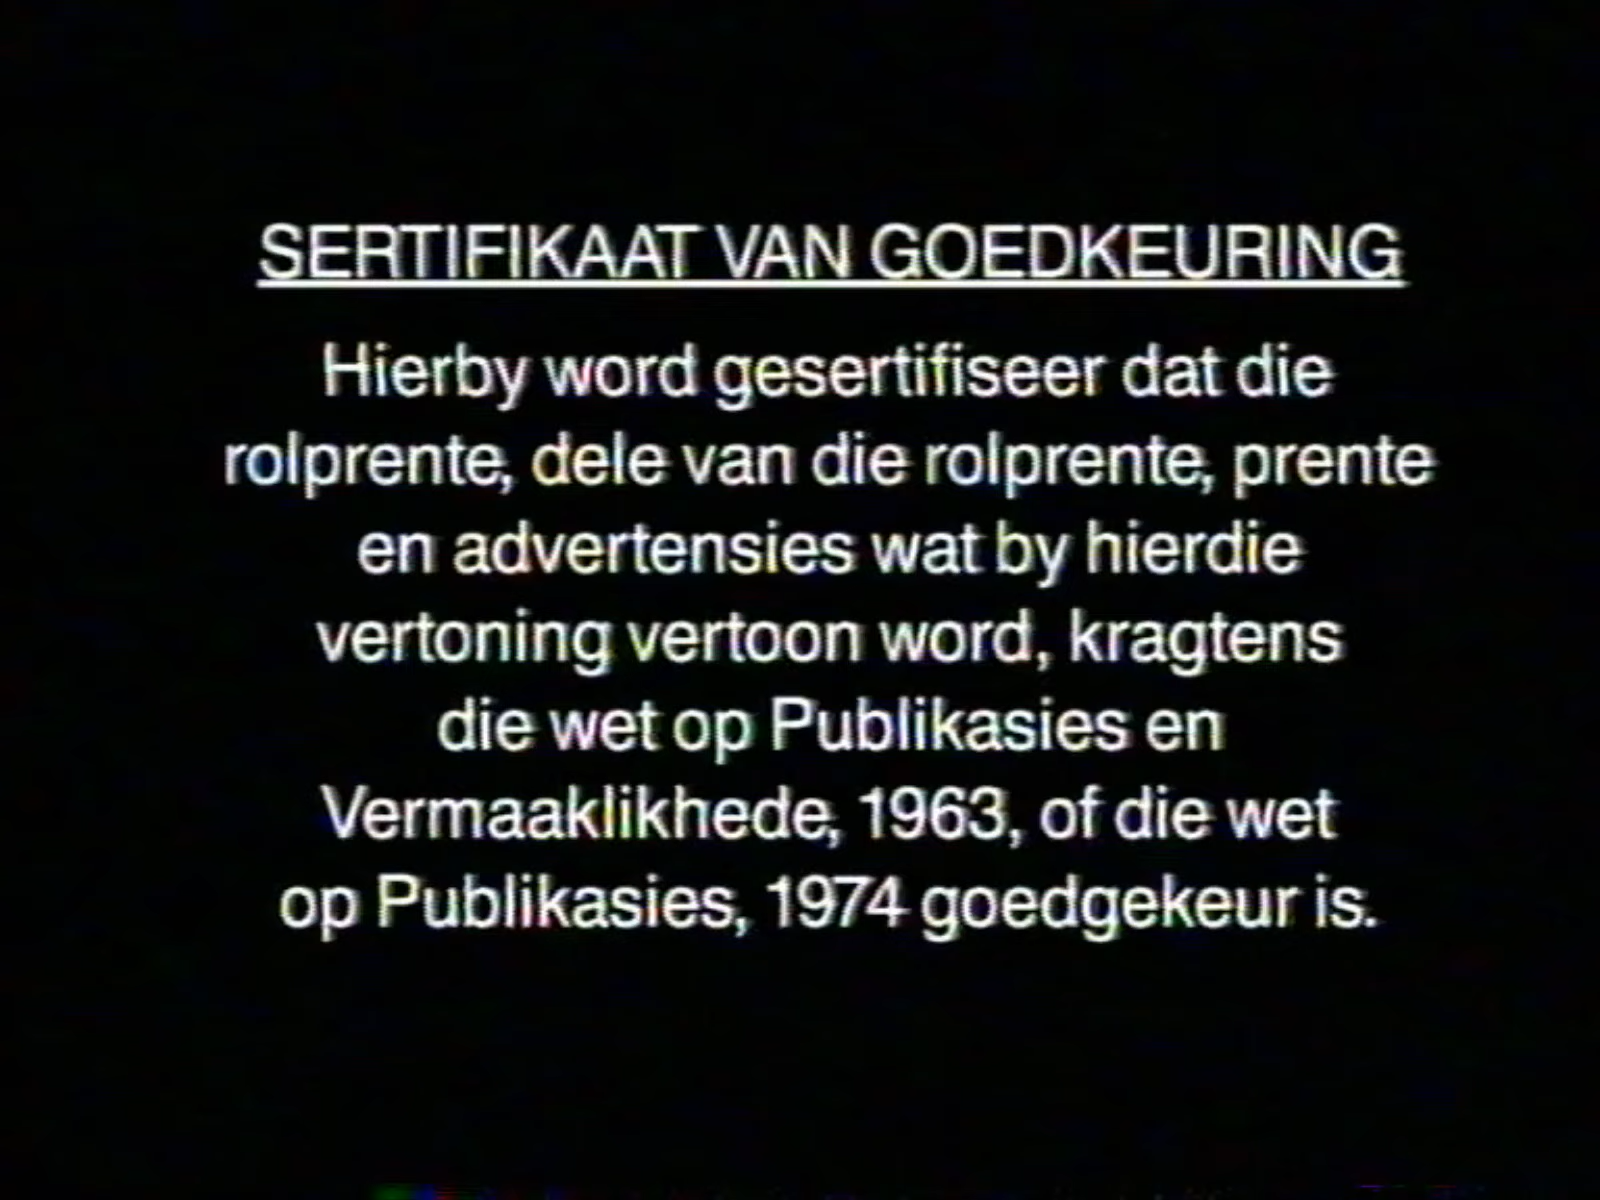 SERTIFIKAAT VAN GOEDKEURING
Hierby word gesertifiseer dat die
rolprente, dele van die rolprente, prente
en advertensies wat by hierdie
vertoning vertoon word, kragtens
die wet op Publikasies en
Vermaaklikhede, 1963, of die wet
op Publikasies, 1974 goedgekeur is.